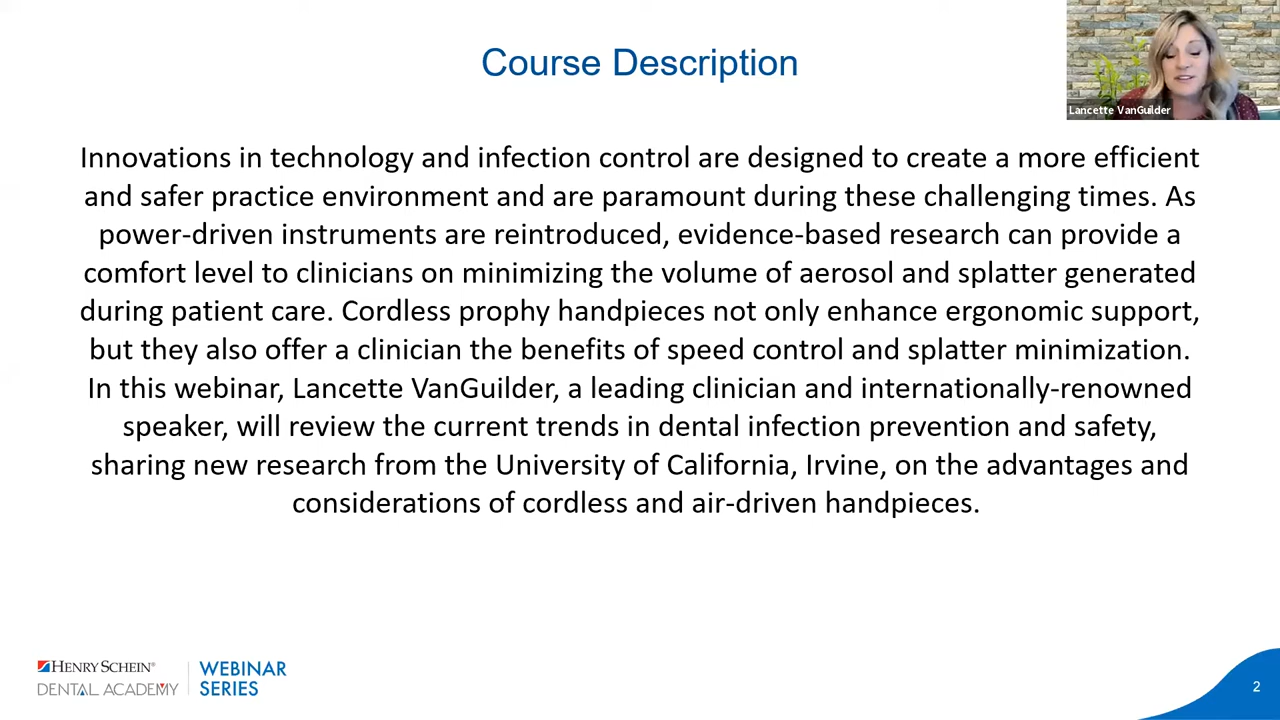 Course Description
Lancette VanGuilder
Innovations in technology and infection control are designed to create a more efficient
and safer practice environment and are paramount during these challenging times. As
power-driven instruments are reintroduced, evidence-based research can provide a
comfort level to clinicians on minimizing the volume of aerosol and splatter generated
during patient care. Cordless prophy handpieces not only enhance ergonomic support,
but they also offer a clinician the benefits of speed control and splatter minimization.
In this webinar, Lancette VanGuilder, a leading clinician and internationally-renowned
speaker, will review the current trends in dental infection prevention and safety,
sharing new research from the University of California, Irvine, on the advantages and
considerations of cordless and air-driven handpieces.
HENRY SCHEIN®
DENTAL ACADEMY
WEBINAR
SERIES
2